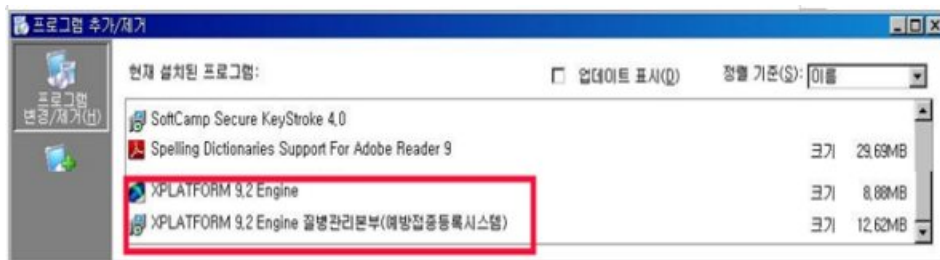 프로그램 추가/제거
프로그램
변경/제거(H)
현재 설치된 프로그램: 업데이트 표시(D) 정렬 기준(S): 이름
SoftCamp Secure KeyStroke 4.0
Spelling Dictionaries Support For Adobe Reader 9 크기 29.69MB
XPLATFORM 9.2 Engine 크기 8.88MB
XPLATFORM 9.2 Engine 질병관리본부(예방접종등록시스템) 크기 12.62MB